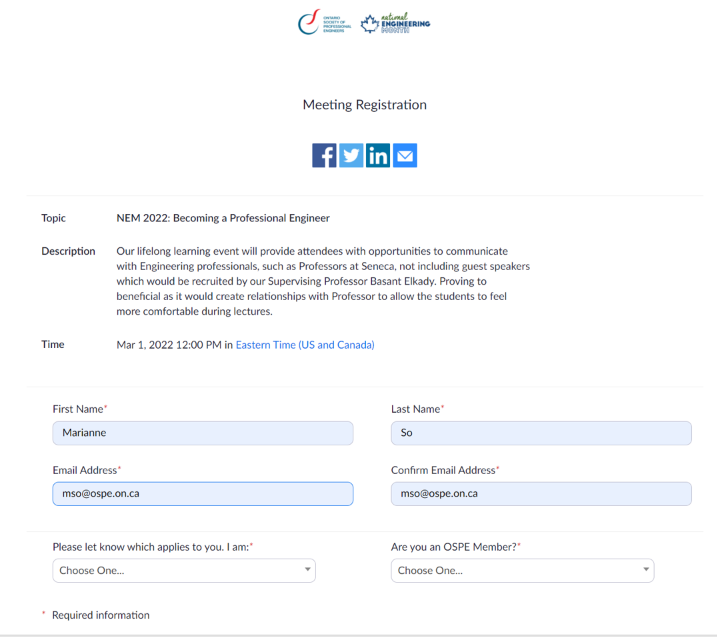 ONTARIO
SOCIETY OF
PROFESSIONAL
ENGINEERS
national
ENGINEERING
MONTH
Meeting Registration
Topic
NEM 2022: Becoming a Professional Engineer
Description
Our lifelong learning event will provide attendees with opportunities to communicate
with Engineering professionals, such as Professors at Seneca, not including guest speakers
which would be recruited by our Supervising Professor Basant Elkady. Proving to
beneficial as it would create relationships with Professor to allow the students to feel
more comfortable during lectures.
Time
Mar 1, 2022 12:00 PM in Eastern Time (US and Canada)
First Name*
Last Name*
Marianne
So
Email Address*
Confirm Email Address*
mso@ospe.on.ca
mso@ospe.on.ca
Please let know which applies to you. I am:*
Are you an OSPE Member?*
Choose One...
Choose One...
* Required information